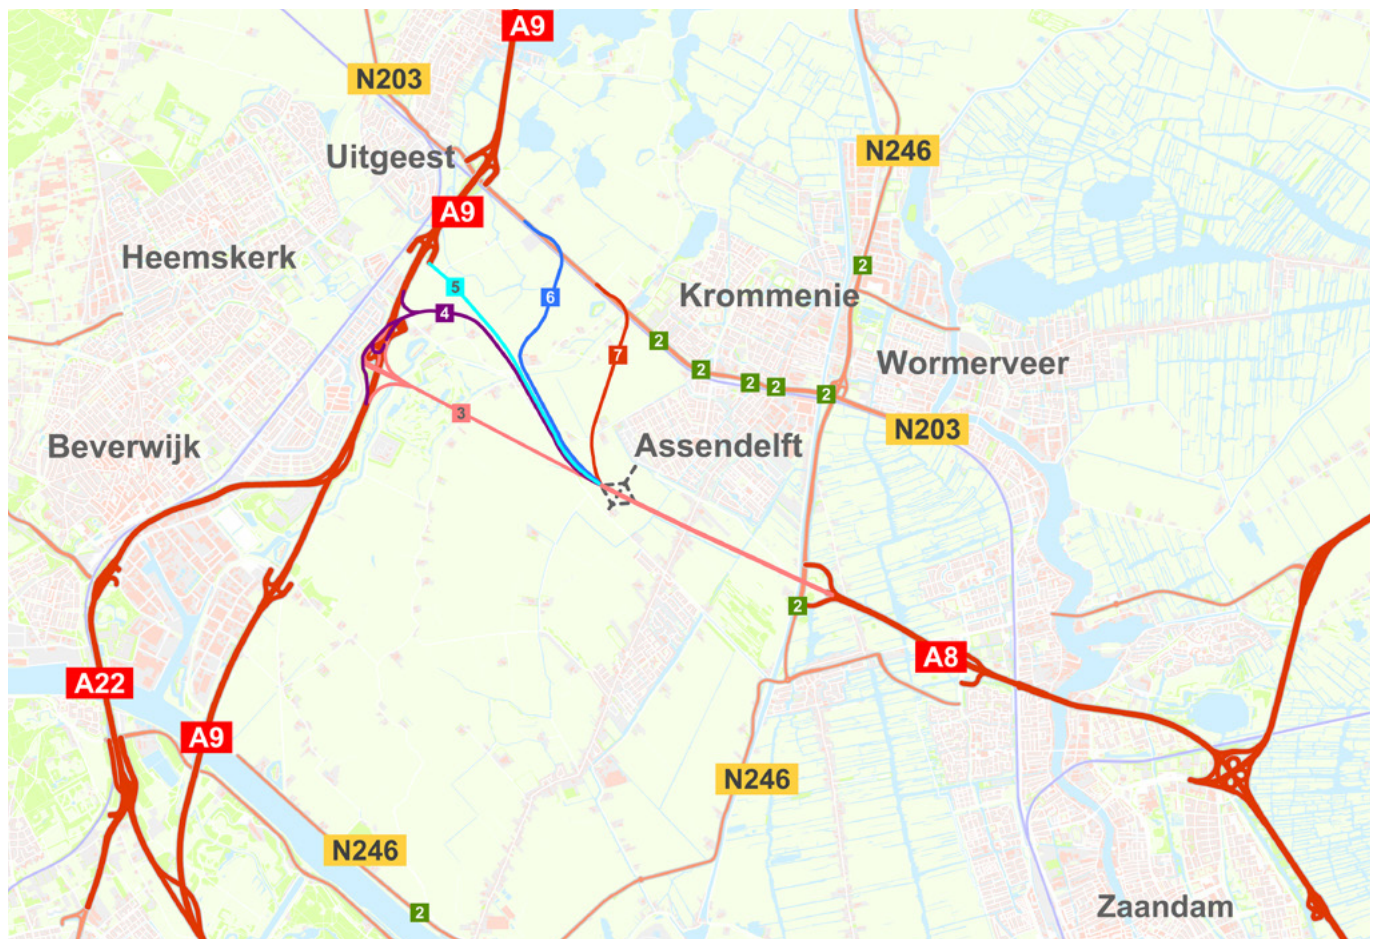 A9
N203
N246
Uitgeest
A9
Heemskerk
2
5
6
Krommenie
4
2
7
Wormerveer
2
2
2
2
3
N203
Beverwijk
Assendelft
2
A8
A22
A9
N246
N246
Zaandam
2